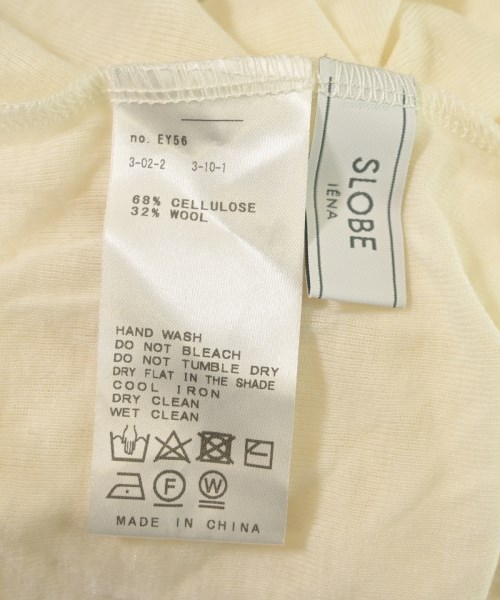 no. EY56
3-02-2 3-10-1
68% CELLULOSE
32% WOOL
HAND WASH
DO NOT BLEACH
DO NOT TUMBLE DRY
DRY FLAT IN THE SHADE
COOL IRON
DRY CLEAN
WET CLEAN
F W
MADE IN CHINA
SLOBE
IÉNA